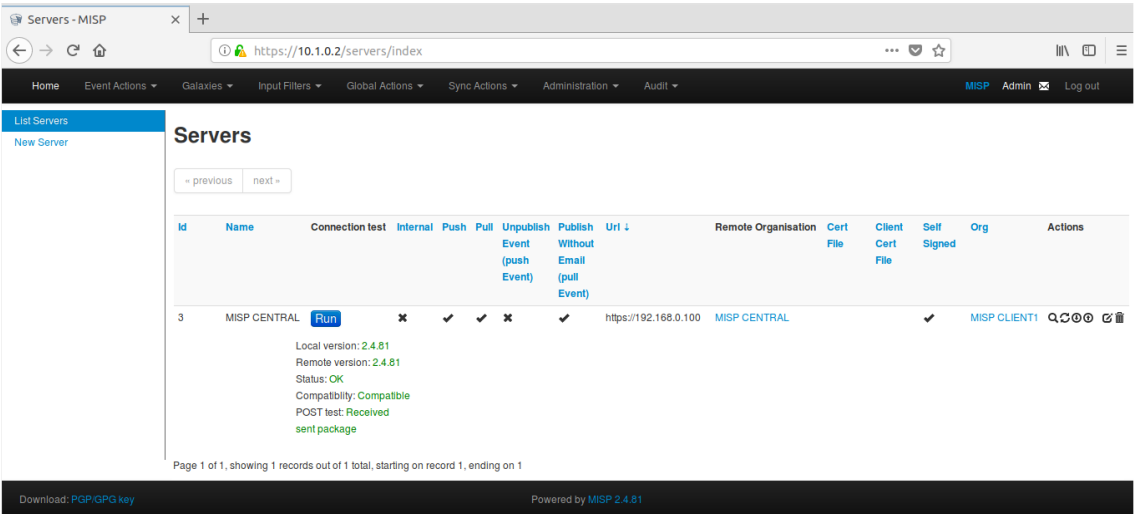 Servers - MISP
https://10.1.0.2/servers/index
Home Event Actions Galaxies Input Filters Global Actions Sync Actions Administration Audit MISP Admin Log out
List Servers
New Server
Servers
« previous next »
Id Name Connection test Internal Push Pull Unpublish Event (push Event) Publish Without Email (pull Event) Url ↓ Remote Organisation Cert File Client Cert File Self Signed Org Actions
3 MISP CENTRAL Run https://192.168.0.100 MISP CENTRAL MISP CLIENT1
Local version: 2.4.81
Remote version: 2.4.81
Status: OK
Compatiblity: Compatible
POST test: Received
sent package
Page 1 of 1, showing 1 records out of 1 total, starting on record 1, ending on 1
Download: PGP/GPG key Powered by MISP 2.4.81